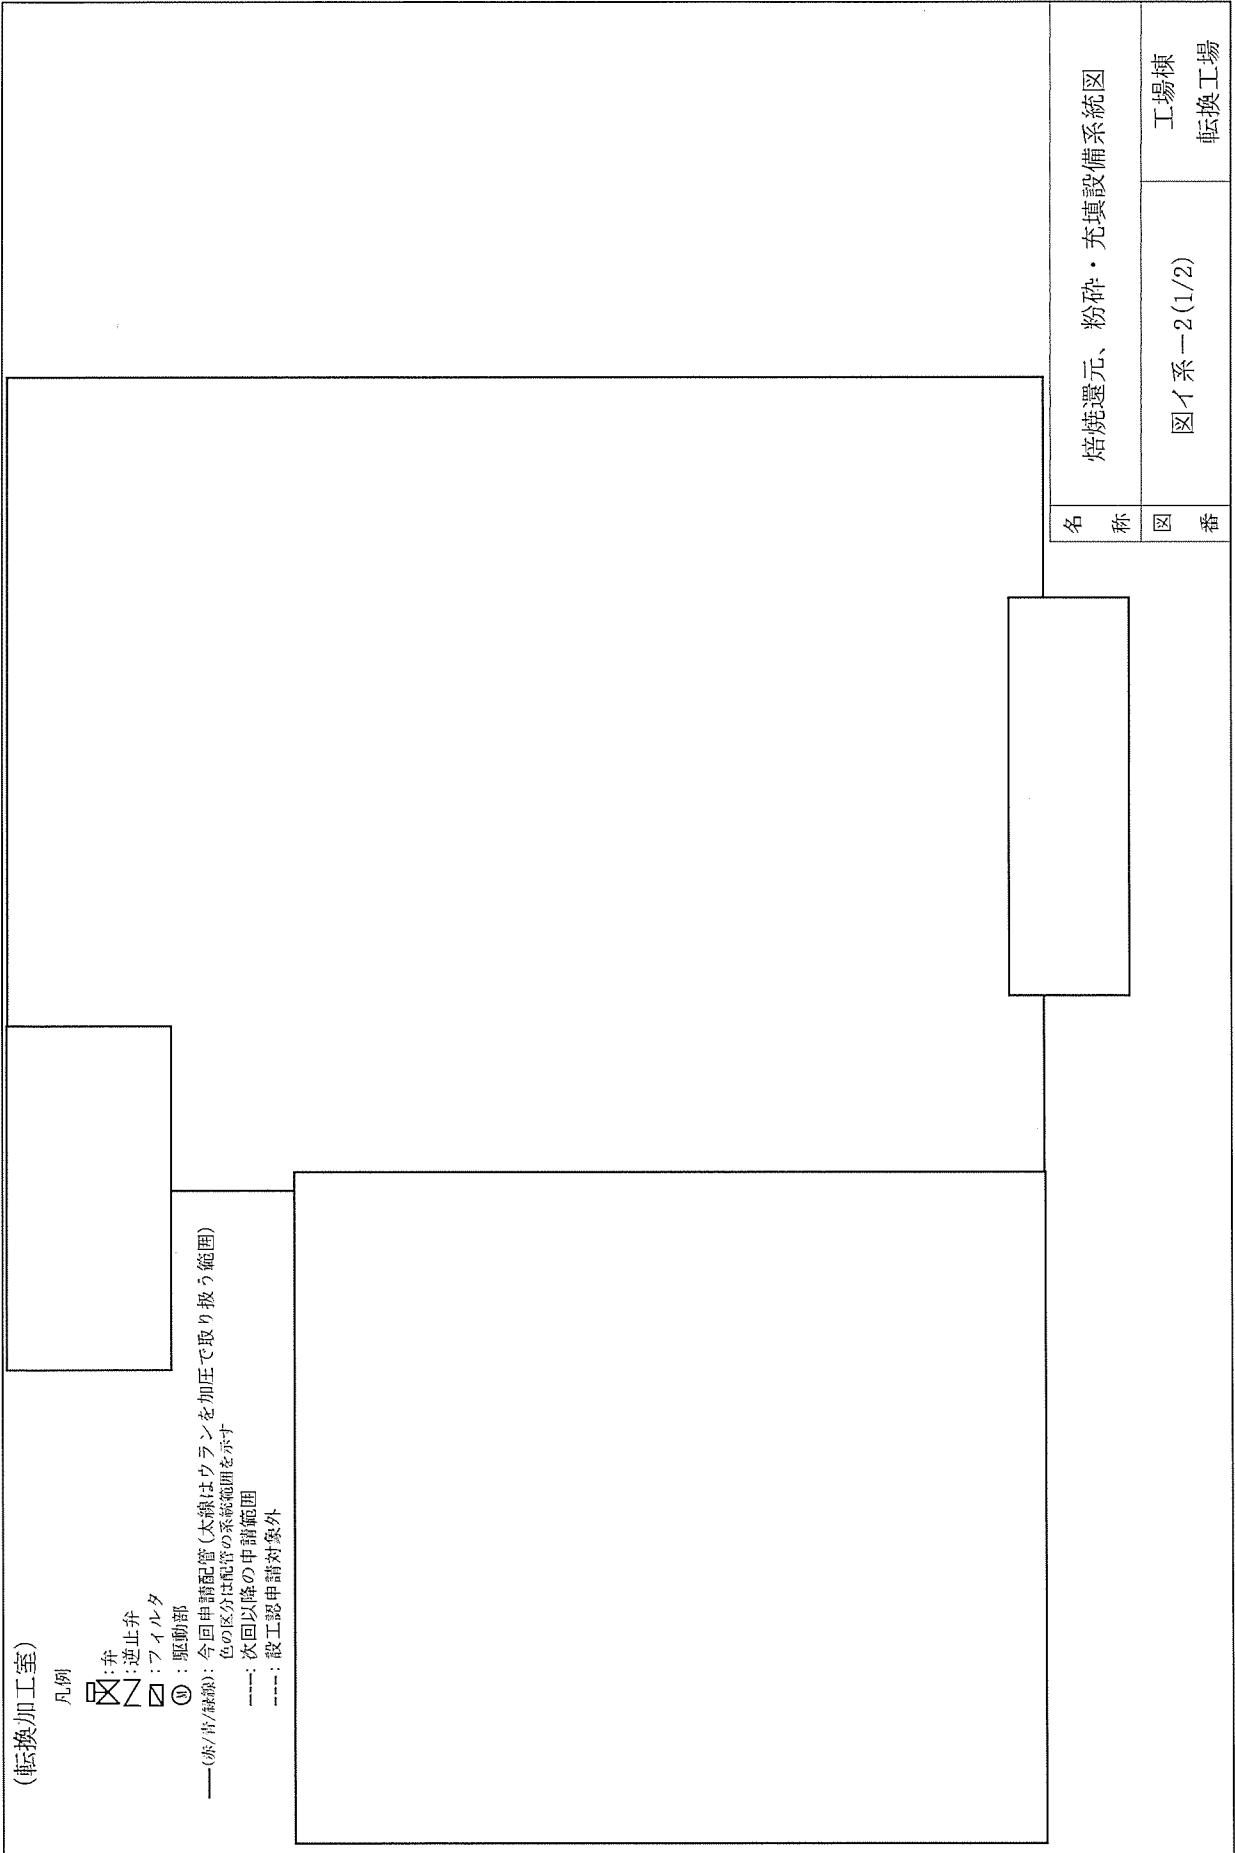 (転換加工室)
凡例
:弁
:逆止弁
:フィルタ
Ⓜ:駆動部
——(赤/青/緑線): 今回申請配管(太線はウランを加圧で取り扱う範囲)
色の区分は配管の系統範囲を示す
----: 次回以降の申請範囲
----: 設工認申請対象外
名称
焙焼還元、粉砕・充填設備系統図
図番
図イ系－2(1/2)
工場棟
転換工場